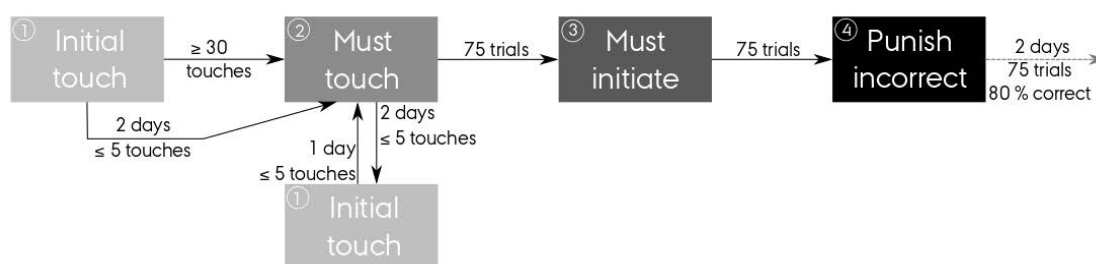 ① Initial
touch
≥ 30
touches
② Must
touch
75 trials
③ Must
initiate
75 trials
④ Punish
incorrect
2 days
75 trials
80 % correct
2 days
≤ 5 touches
1 day
≤ 5 touches
2 days
≤ 5 touches
① Initial
touch